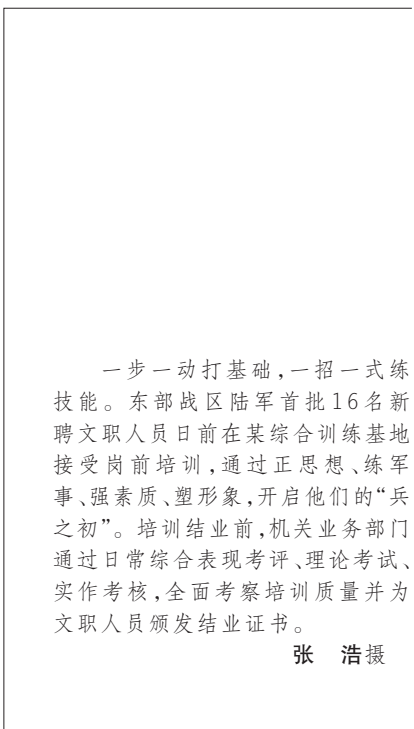 一步一动打基础,一招一式练
技能。东部战区陆军首批16名新
聘文职人员日前在某综合训练基地
接受岗前培训,通过正思想、练军
事、强素质、塑形象,开启他们的“兵
之初”。培训结业前,机关业务部门
通过日常综合表现考评、理论考试、
实作考核,全面考察培训质量并为
文职人员颁发结业证书。
张　浩摄